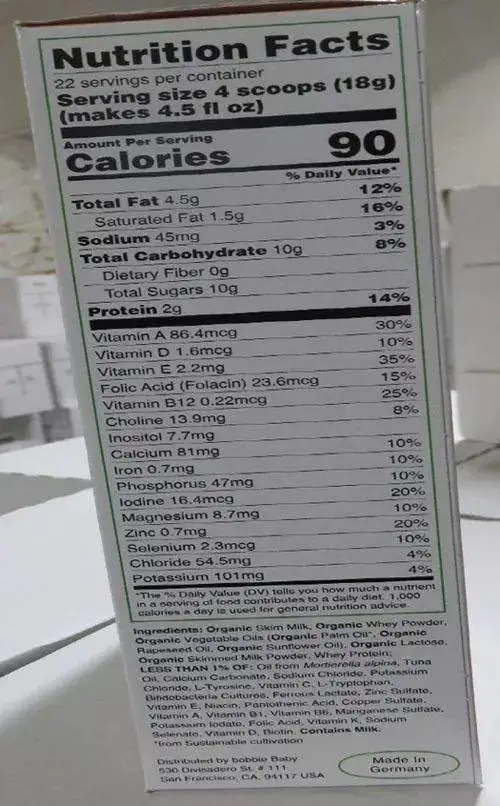 Nutrition Facts
22 servings per container
Serving size 4 scoops (18g)
(makes 4.5 fl oz)
Amount Per Serving
Calories 90
% Daily Value*
Total Fat 4.5g 12%
Saturated Fat 1.5g 16%
Sodium 45mg 3%
Total Carbohydrate 10g 8%
Dietary Fiber 0g
Total Sugars 10g
Protein 2g 14%
Vitamin A 86.4mcg 30%
Vitamin D 1.6mcg 10%
Vitamin E 2.2mg 35%
Folic Acid (Folacin) 23.6mcg 15%
Vitamin B12 0.22mcg 25%
Choline 13.9mg 8%
Inositol 7.7mg
Calcium 81mg 10%
Iron 0.7mg 10%
Phosphorus 47mg 10%
Iodine 16.4mcg 20%
Magnesium 8.7mg 10%
Zinc 0.7mg 20%
Selenium 2.3mcg 10%
Chloride 54.5mg 4%
Potassium 101mg 4%
*The % Daily Value (DV) tells you how much a nutrient
in a serving of food contributes to a daily diet. 1,000
calories a day is used for general nutrition advice.
Ingredients: Organic Skim Milk, Organic Whey Powder,
Organic Vegetable Oils (Organic Palm Oil*, Organic
Rapeseed Oil, Organic Sunflower Oil), Organic Lactose,
Organic Skimmed Milk Powder, Whey Protein;
LESS THAN 1% OF: Oil from Mortierella alpina, Tuna
Oil, Calcium Carbonate, Sodium Chloride, Potassium
Chloride, L-Tyrosine, Vitamin C, L-Tryptophan,
Bifidobacteria Cultures, Ferrous Lactate, Zinc Sulfate,
Vitamin E, Niacin, Pantothenic Acid, Copper Sulfate,
Vitamin A, Vitamin B1, Vitamin B6, Manganese Sulfate,
Potassium Iodate, Folic Acid, Vitamin K, Sodium
Selenate, Vitamin D, Biotin. Contains Milk.
*from Sustainable cultivation
Distributed by bobbie Baby
530 Divisadero St. # 111
San Francisco, CA, 94117 USA
Made In
Germany